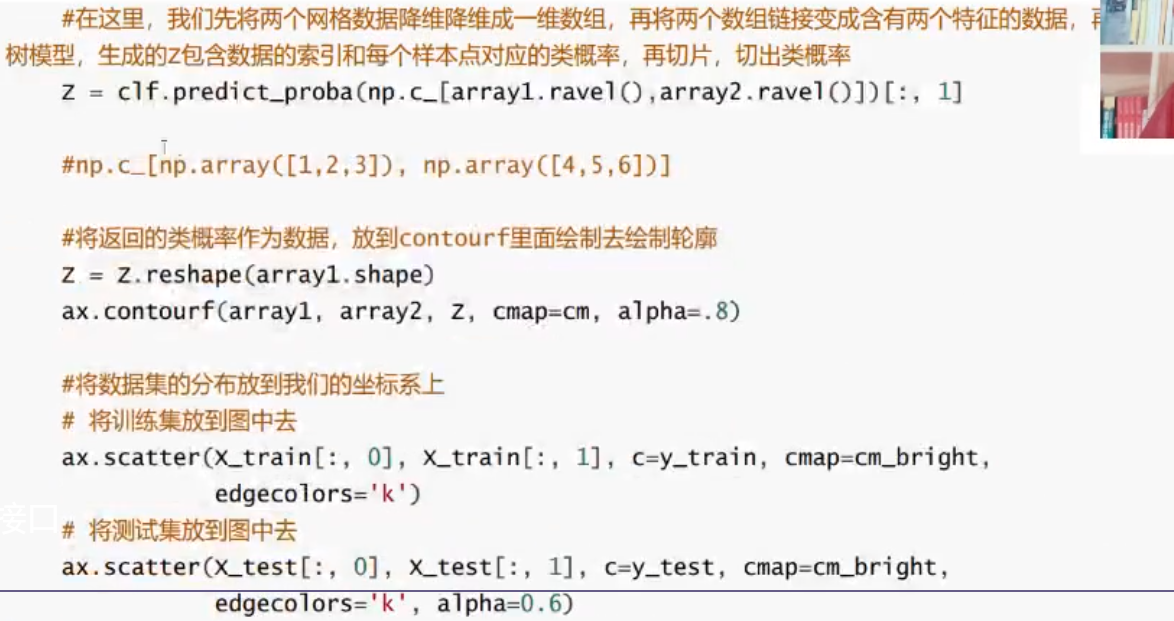 #在这里，我们先将两个网格数据降维降维成一维数组，再将两个数组链接变成含有两个特征的数据，
树模型，生成的Z包含数据的索引和每个样本点对应的类概率，再切片，切出类概率
Z = clf.predict_proba(np.c_[array1.ravel(),array2.ravel()])[:, 1]
#np.c_[np.array([1,2,3]), np.array([4,5,6])]
#将返回的类概率作为数据，放到contourf里面绘制去绘制轮廓
Z = Z.reshape(array1.shape)
ax.contourf(array1, array2, Z, cmap=cm, alpha=.8)
#将数据集的分布放到我们的坐标系上
# 将训练集放到图中去
ax.scatter(X_train[:, 0], X_train[:, 1], c=y_train, cmap=cm_bright,
edgecolors='k')
接口
# 将测试集放到图中去
ax.scatter(X_test[:, 0], X_test[:, 1], c=y_test, cmap=cm_bright,
edgecolors='k', alpha=0.6)